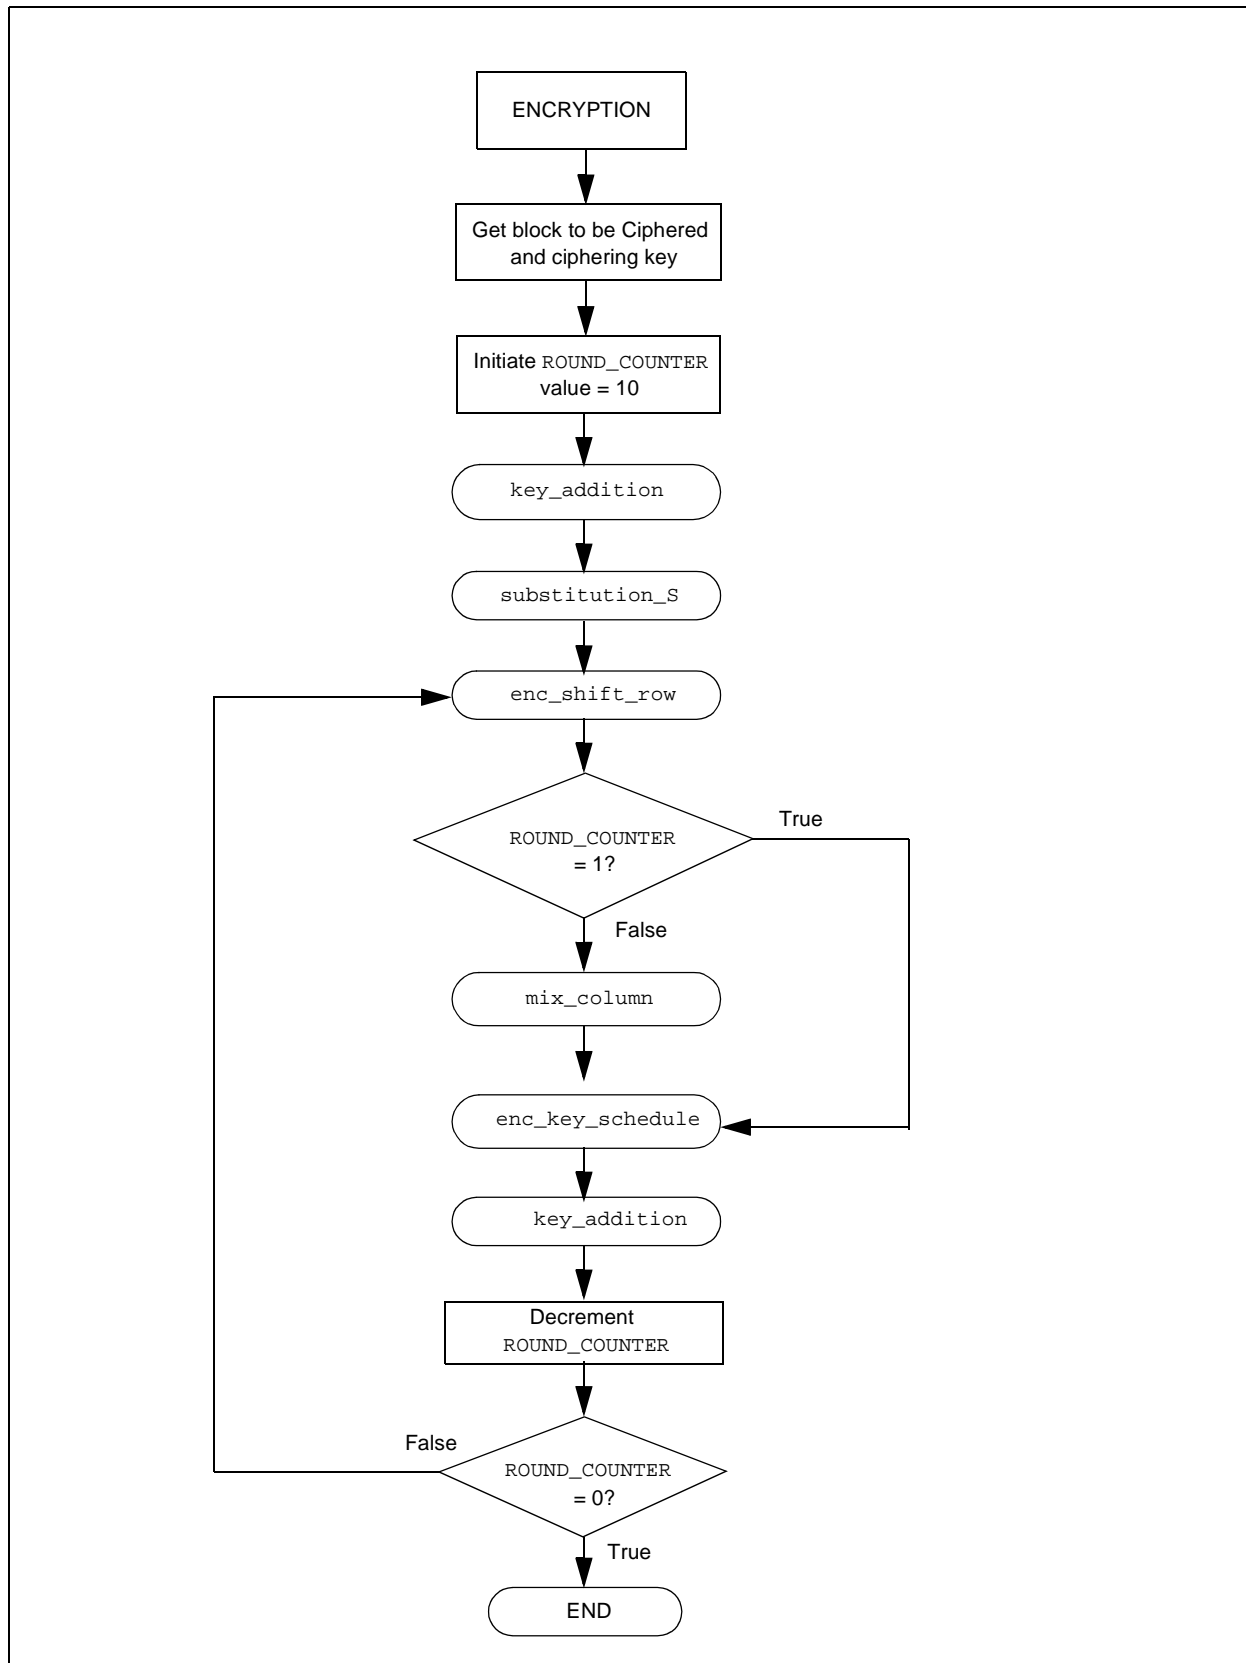 ENCRYPTION
Get block to be Ciphered
and ciphering key
Initiate ROUND_COUNTER
value = 10
key_addition
substitution_S
enc_shift_row
ROUND_COUNTER
= 1?
True
False
mix_column
enc_key_schedule
key_addition
Decrement
ROUND_COUNTER
False
ROUND_COUNTER
= 0?
True
END